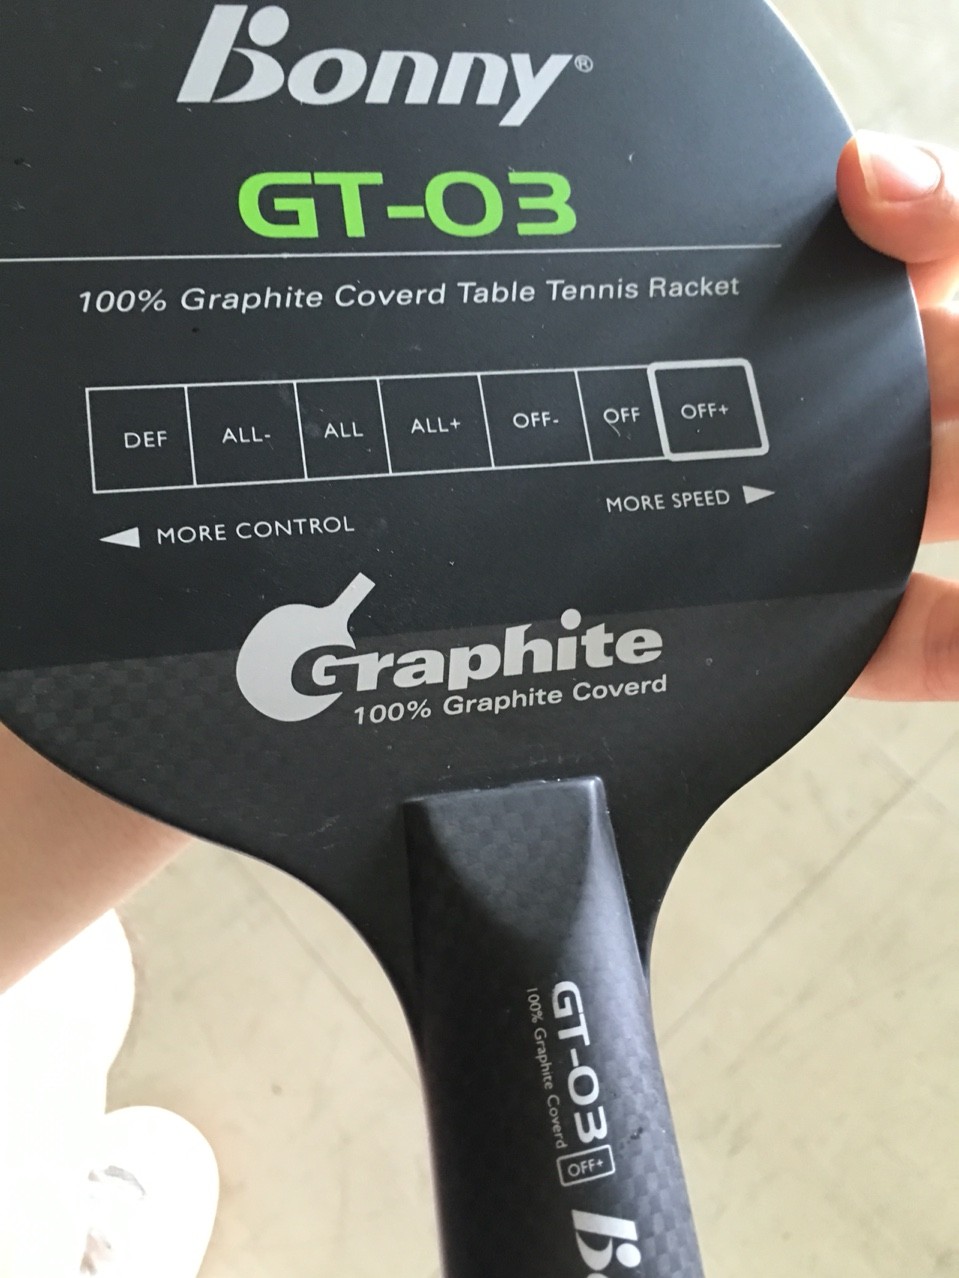 Bonny®
GT-03
100% Graphite Coverd Table Tennis Racket
DEF ALL- ALL ALL+ OFF- OFF OFF+
MORE CONTROL
MORE SPEED
Graphite
100% Graphite Coverd
GT-03
100% Graphite Coverd
OFF+